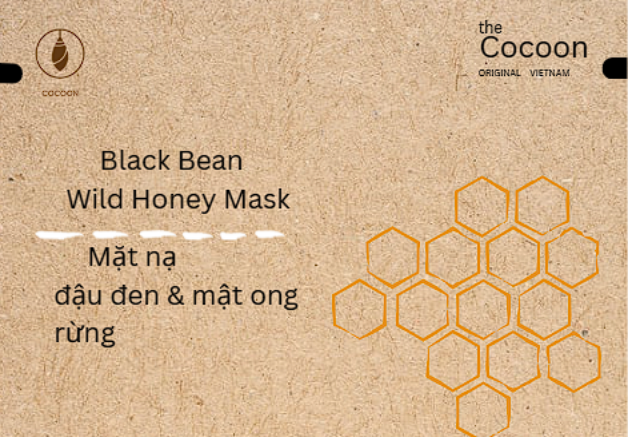 COCOON
the
Cocoon
ORIGINAL VIETNAM
Black Bean
Wild Honey Mask
Mặt nạ
đậu đen & mật ong
rừng